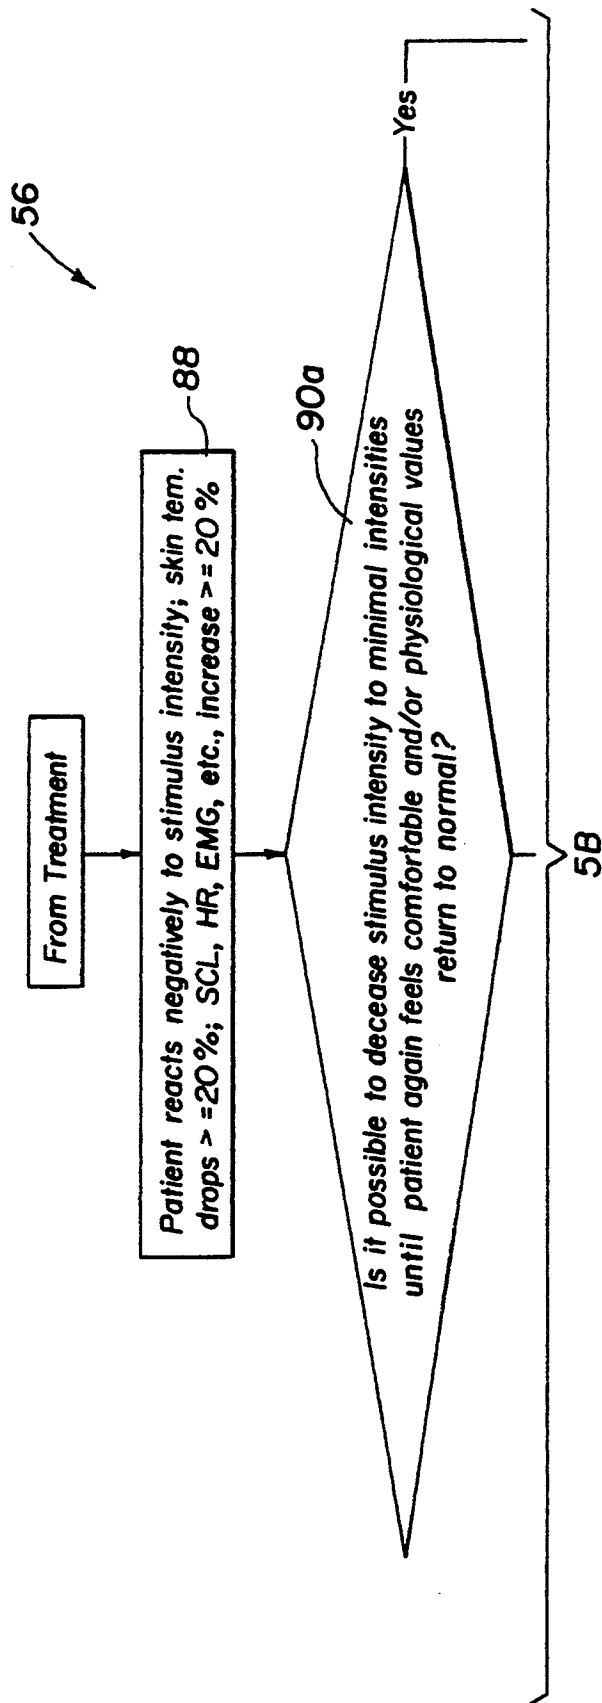 56
From Treatment
Patient reacts negatively to stimulus intensity; skin tem.
drops > =20%; SCL, HR, EMG, etc., increase >=20%
88
90a
Is it possible to decease stimulus intensity to minimal intensities
until patient again feels comfortable and/or physiological values
return to normal?
Yes
5B